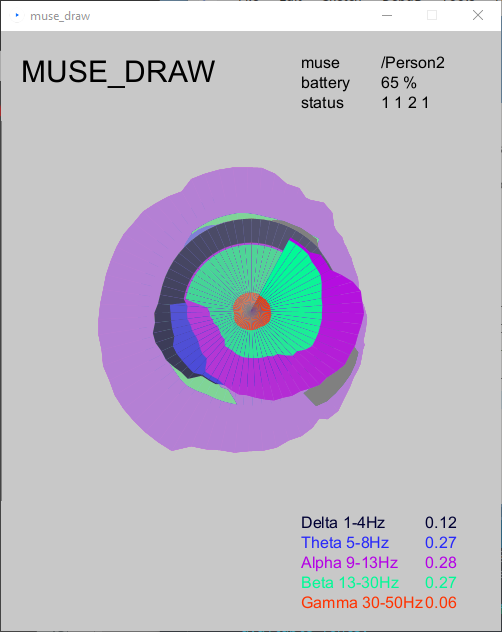 muse_draw
MUSE_DRAW
muse /Person2
battery 65 %
status 1 1 2 1
Delta 1-4Hz 0.12
Theta 5-8Hz 0.27
Alpha 9-13Hz 0.28
Beta 13-30Hz 0.27
Gamma 30-50Hz 0.06